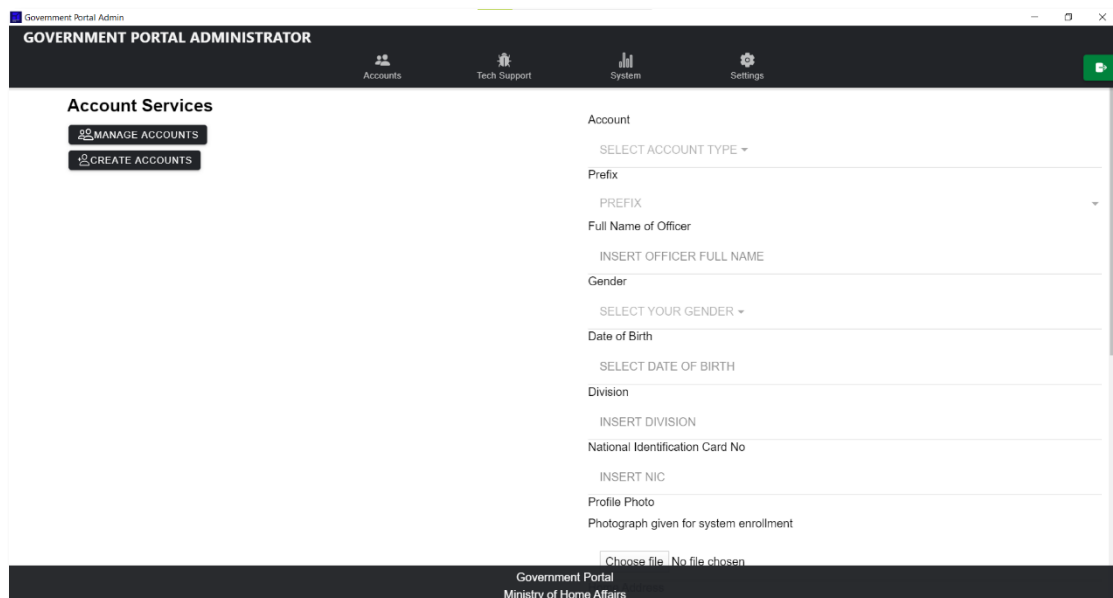 Government Portal Admin
GOVERNMENT PORTAL ADMINISTRATOR
Accounts
Tech Support
System
Settings
Account Services
MANAGE ACCOUNTS
CREATE ACCOUNTS
Account
SELECT ACCOUNT TYPE
Prefix
PREFIX
Full Name of Officer
INSERT OFFICER FULL NAME
Gender
SELECT YOUR GENDER
Date of Birth
SELECT DATE OF BIRTH
Division
INSERT DIVISION
National Identification Card No
INSERT NIC
Profile Photo
Photograph given for system enrollment
Choose file No file chosen
Government Portal
Ministry of Home Affairs